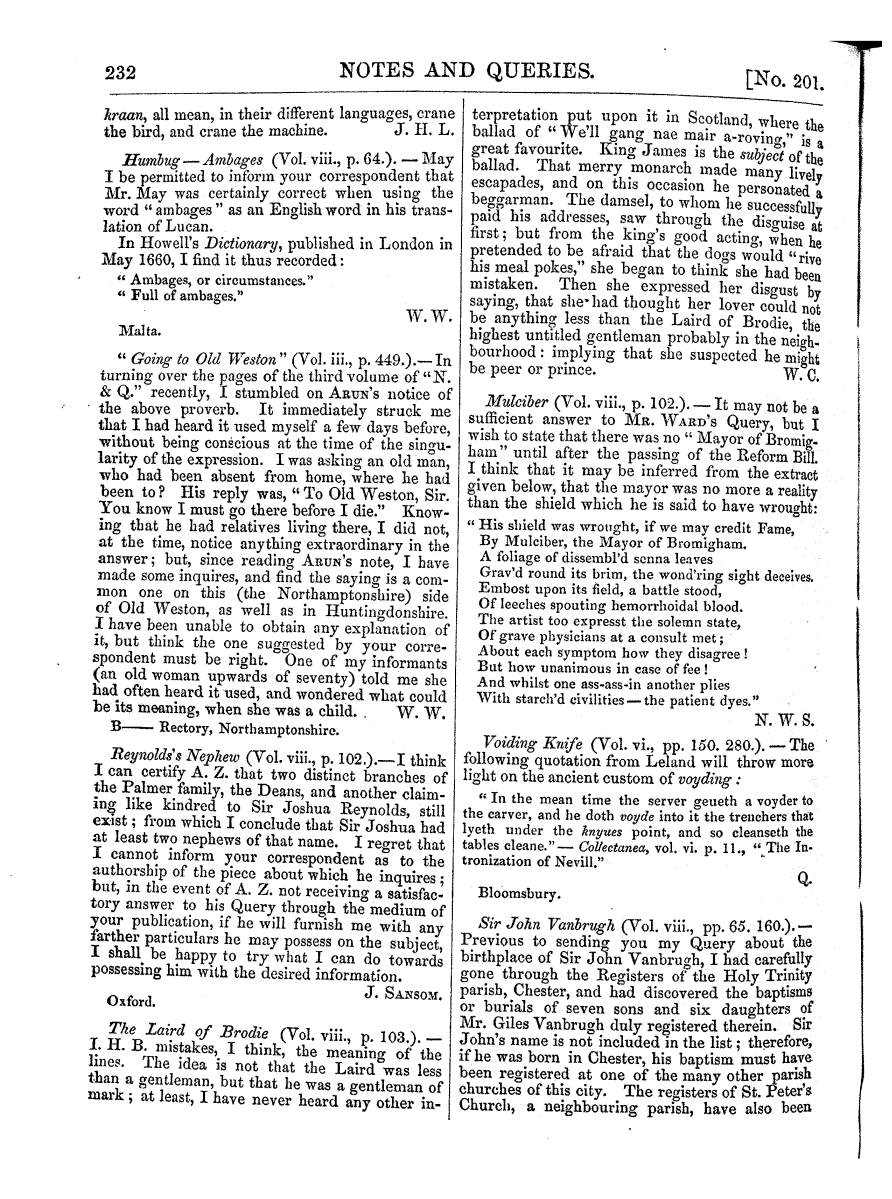 232
NOTES AND QUERIES.
[No. 201.
kraan, all mean, in their different languages, crane
the bird, and crane the machine. J. H. L.
Humbug — Ambages (Vol. viii., p. 64.). — May
I be permitted to inform your correspondent that
Mr. May was certainly correct when using the
word "ambages" as an English word in his trans-
lation of Lucan.
In Howell's Dictionary, published in London in
May 1660, I find it thus recorded:
"Ambages, or circumstances."
"Full of ambages."
W. W.
Malta.
"Going to Old Weston" (Vol. iii., p. 449.).— In
turning over the pages of the third volume of "N.
& Q." recently, I stumbled on ARUN's notice of
the above proverb. It immediately struck me
that I had heard it used myself a few days before,
without being conscious at the time of the singu-
larity of the expression. I was asking an old man,
who had been absent from home, where he had
been to? His reply was, "To Old Weston, Sir.
You know I must go there before I die." Know-
ing that he had relatives living there, I did not,
at the time, notice anything extraordinary in the
answer; but, since reading ARUN's note, I have
made some inquires, and find the saying is a com-
mon one on this (the Northamptonshire) side
of Old Weston, as well as in Huntingdonshire.
I have been unable to obtain any explanation of
it, but think the one suggested by your corre-
spondent must be right. One of my informants
(an old woman upwards of seventy) told me she
had often heard it used, and wondered what could
be its meaning, when she was a child. . W. W.
B—— Rectory, Northamptonshire.
Reynolds's Nephew (Vol. viii., p. 102.).—I think
I can certify A. Z. that two distinct branches of
the Palmer family, the Deans, and another claim-
ing like kindred to Sir Joshua Reynolds, still
exist; from which I conclude that Sir Joshua had
at least two nephews of that name. I regret that
I cannot inform your correspondent as to the
authorship of the piece about which he inquires;
but, in the event of A. Z. not receiving a satisfac-
tory answer to his Query through the medium of
your publication, if he will furnish me with any
farther particulars he may possess on the subject,
I shall be happy to try what I can do towards
possessing him with the desired information.
J. SANSOM.
Oxford.
The Laird of Brodie (Vol. viii., p. 103.). —
I. H. B. mistakes, I think, the meaning of the
lines. The idea is not that the Laird was less
than a gentleman, but that he was a gentleman of
mark; at least, I have never heard any other in-
terpretation put upon it in Scotland, where the
ballad of "We'll gang nae mair a-roving," is a
great favourite. King James is the subject of the
ballad. That merry monarch made many lively
escapades, and on this occasion he personated a
beggarman. The damsel, to whom he successfully
paid his addresses, saw through the disguise at
first; but from the king's good acting, when he
pretended to be afraid that the dogs would "rive
his meal pokes," she began to think she had been
mistaken. Then she expressed her disgust by
saying, that she had thought her lover could not
be anything less than the Laird of Brodie, the
highest untitled gentleman probably in the neigh-
bourhood: implying that she suspected he might
be peer or prince. W. C.
Mulciber (Vol. viii., p. 102.). — It may not be a
sufficient answer to MR. WARD's Query, but I
wish to state that there was no "Mayor of Bromig-
ham" until after the passing of the Reform Bill.
I think that it may be inferred from the extract
given below, that the mayor was no more a reality
than the shield which he is said to have wrought:
"His shield was wrought, if we may credit Fame,
By Mulciber, the Mayor of Bromigham.
A foliage of dissembl'd senna leaves
Grav'd round its brim, the wond'ring sight deceives.
Embost upon its field, a battle stood,
Of leeches spouting hemorrhoidal blood.
The artist too expresst the solemn state,
Of grave physicians at a consult met;
About each symptom how they disagree!
But how unanimous in case of fee!
And whilst one ass-ass-in another plies
With starch'd civilities — the patient dyes."
N. W. S.
Voiding Knife (Vol. vi., pp. 150. 280.). — The
following quotation from Leland will throw more
light on the ancient custom of voyding:
"In the mean time the server geueth a voyder to
the carver, and he doth voyde into it the trenchers that
lyeth under the knyues point, and so cleanseth the
tables cleane."— Collectanea, vol. vi. p. 11., "The In-
tronization of Nevill."
Q.
Bloomsbury.
Sir John Vanbrugh (Vol. viii., pp. 65. 160.).—
Previous to sending you my Query about the
birthplace of Sir John Vanbrugh, I had carefully
gone through the Registers of the Holy Trinity
parish, Chester, and had discovered the baptisms
or burials of seven sons and six daughters of
Mr. Giles Vanbrugh duly registered therein. Sir
John's name is not included in the list; therefore,
if he was born in Chester, his baptism must have
been registered at one of the many other parish
churches of this city. The registers of St. Peter's
Church, a neighbouring parish, have also been